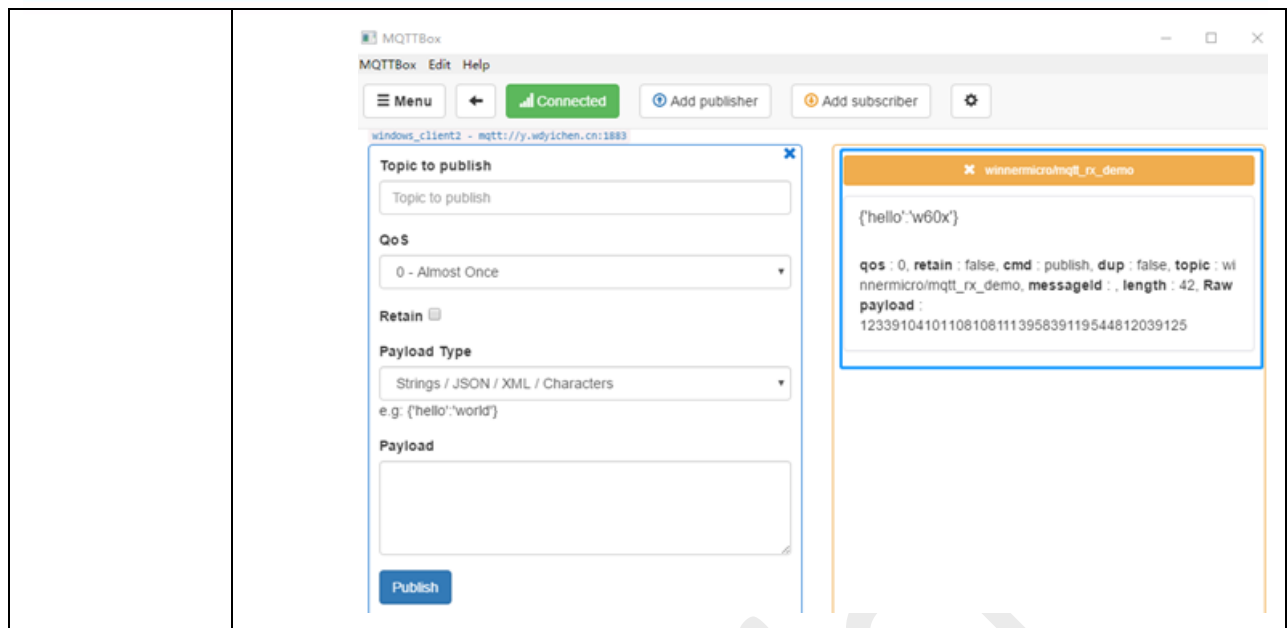 MQTTBox
MQTTBox Edit Help
Menu
Connected
Add publisher
Add subscriber
windows_client2 - mqtt://y.wdyichen.cn:1883
Topic to publish
Topic to publish
QoS
0 - Almost Once
Retain
Payload Type
Strings / JSON / XML / Characters
e.g: {'hello':'world'}
Payload
Publish
winnermicro/mqtt_rx_demo
{'hello':'w60x'}
qos : 0, retain : false, cmd : publish, dup : false, topic : wi
nnermicro/mqtt_rx_demo, messageId : , length : 42, Raw
payload :
12339104101108108111395839119544812039125